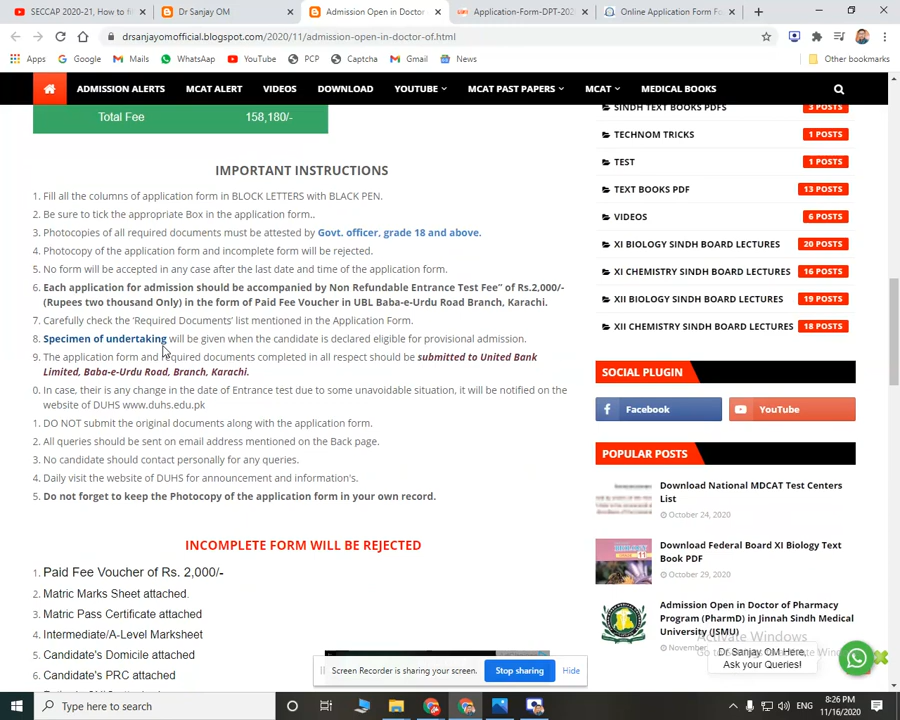 SECCAP 2020-21, How to fi
Dr Sanjay OM
Admission Open in Doctor
Application-Form-DPT-202
Online Application Form Fo
drsanjayomofficial.blogspot.com/2020/11/admission-open-in-doctor-of.html
Apps Google Mails WhatsApp YouTube PCP Captcha Gmail News Other bookmarks
ADMISSION ALERTS MCAT ALERT VIDEOS DOWNLOAD YOUTUBE MCAT PAST PAPERS MCAT MEDICAL BOOKS
Total Fee 158,180/-
IMPORTANT INSTRUCTIONS
1. Fill all the columns of application form in BLOCK LETTERS with BLACK PEN.
2. Be sure to tick the appropriate Box in the application form..
3. Photocopies of all required documents must be attested by Govt. officer, grade 18 and above.
4. Photocopy of the application form and incomplete form will be rejected.
5. No form will be accepted in any case after the last date and time of the application form.
6. Each application for admission should be accompanied by Non Refundable Entrance Test Fee" of Rs.2,000/-
(Rupees two thousand Only) in the form of Paid Fee Voucher in UBL Baba-e-Urdu Road Branch, Karachi.
7. Carefully check the 'Required Documents' list mentioned in the Application Form.
8. Specimen of undertaking will be given when the candidate is declared eligible for provisional admission.
9. The application form and required documents completed in all respect should be submitted to United Bank
Limited, Baba-e-Urdu Road, Branch, Karachi.
0. In case, their is any change in the date of Entrance test due to some unavoidable situation, it will be notified on the
website of DUHS www.duhs.edu.pk
1. DO NOT submit the original documents along with the application form.
2. All queries should be sent on email address mentioned on the Back page.
3. No candidate should contact personally for any queries.
4. Daily visit the website of DUHS for announcement and information's.
5. Do not forget to keep the Photocopy of the application form in your own record.
INCOMPLETE FORM WILL BE REJECTED
1. Paid Fee Voucher of Rs. 2,000/-
2. Matric Marks Sheet attached.
3. Matric Pass Certificate attached
4. Intermediate/A-Level Marksheet
5. Candidate's Domicile attached
6. Candidate's PRC attached
SINDH TEXT BOOKS PDFS 3 POSTS
TECHNOM TRICKS 1 POSTS
TEST 1 POSTS
TEXT BOOKS PDF 13 POSTS
VIDEOS 6 POSTS
XI BIOLOGY SINDH BOARD LECTURES 20 POSTS
XI CHEMISTRY SINDH BOARD LECTURES 16 POSTS
XII BIOLOGY SINDH BOARD LECTURES 19 POSTS
XII CHEMISTRY SINDH BOARD LECTURES 18 POSTS
SOCIAL PLUGIN
Facebook YouTube
POPULAR POSTS
Download National MDCAT Test Centers
List
October 24, 2020
Download Federal Board XI Biology Text
Book PDF
October 29, 2020
Admission Open in Doctor of Pharmacy
Program (PharmD) in Jinnah Sindh Medical
University (JSMU)
November
Activate Windows
Dr. Sanjay. OM Here,
Ask your Queries!
Screen Recorder is sharing your screen. Stop sharing Hide
Type here to search
ENG
8:26 PM
11/16/2020